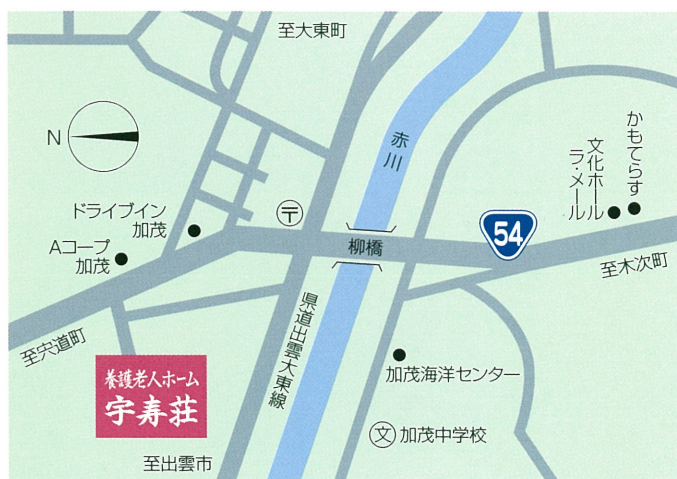 至大東町
N
赤川
かもてらす
文化ホール
ラ・メール
ドライブイン
加茂
〒
Aコープ
加茂
柳橋
54
至木次町
至宍道町
県道出雲大東線
養護老人ホーム
宇寿荘
加茂海洋センター
文 加茂中学校
至出雲市